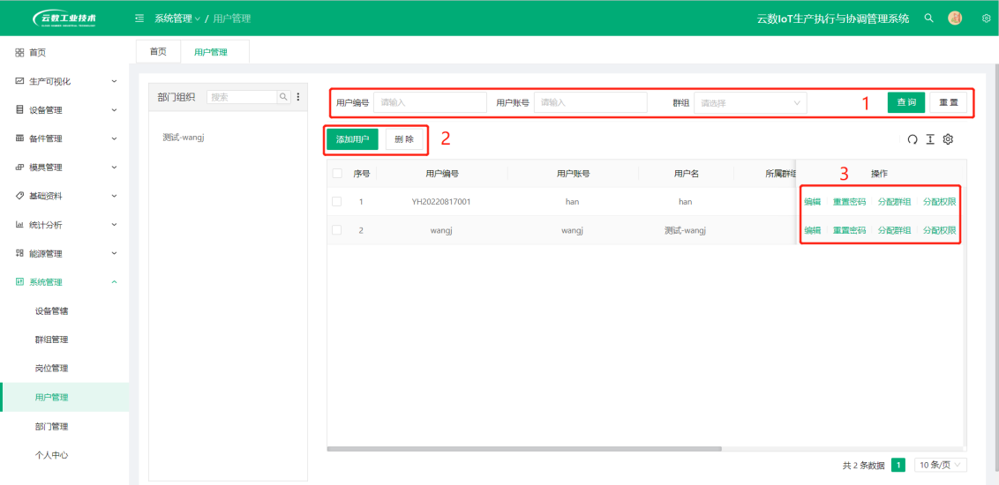 云数工业技术
系统管理 / 用户管理
云数IoT生产执行与协调管理系统
首页
生产可视化
设备管理
备件管理
模具管理
基础资料
统计分析
能源管理
系统管理
设备管辖
群组管理
岗位管理
用户管理
部门管理
个人中心
首页 用户管理
部门组织 搜索
测试-wangj
用户编号 请输入 用户账号 请输入 群组 请选择 1 查询 重置
添加用户 删除 2
序号 用户编号 用户账号 用户名 所属群组 3 操作
1 YH20220817001 han han 编辑 重置密码 分配群组 分配权限
2 wangj wangj 测试-wangj 编辑 重置密码 分配群组 分配权限
共 2 条数据 1 10 条/页